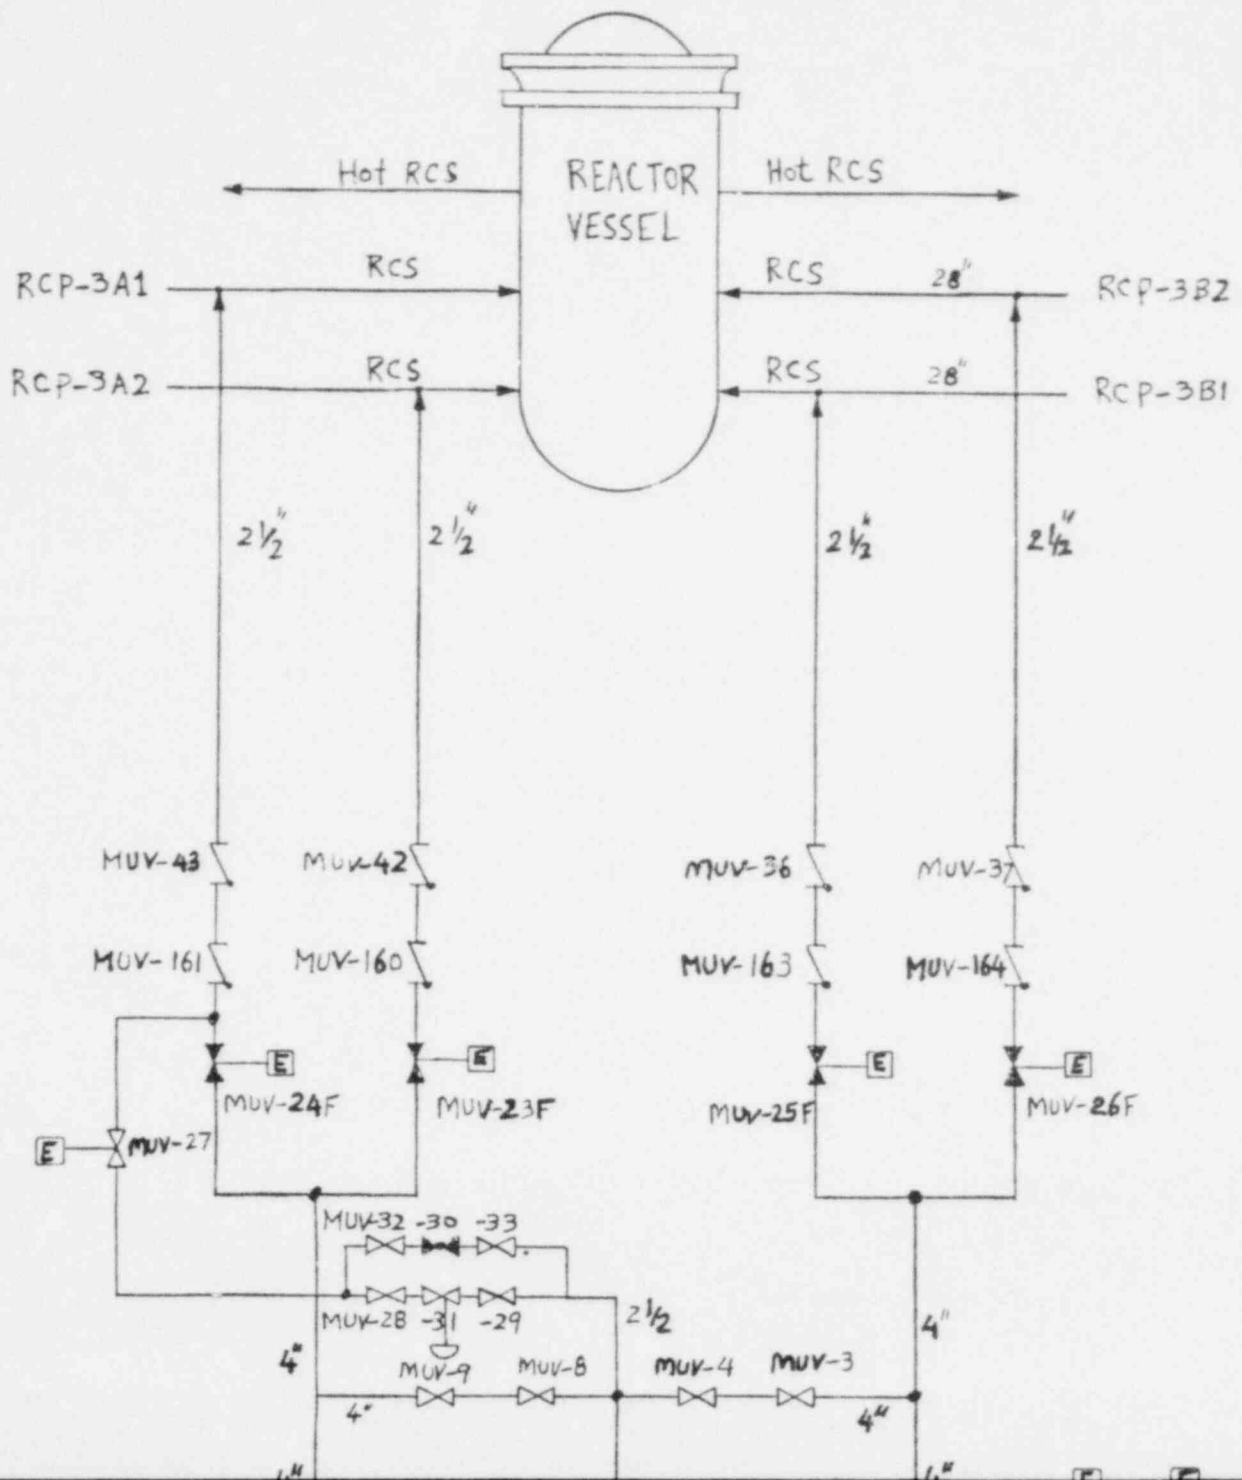 Hot RCS
REACTOR
VESSEL
Hot RCS
RCP-3A1
RCS
RCS
28"
RCP-3B2
RCP-3A2
RCS
RCS
28"
RCP-3B1
2½"
2½"
2½"
2½"
MUV-43
MUV-42
MUV-36
MUV-37
MUV-161
MUV-160
MUV-163
MUV-164
E
E
E
E
MUV-24F
MUV-23F
MUV-25F
MUV-26F
E
MUV-27
MUV-32 -30 -33
MUV-28 -31 -29
2½
4"
4"
MUV-9
MUV-8
MUV-4
MUV-3
4"
4"